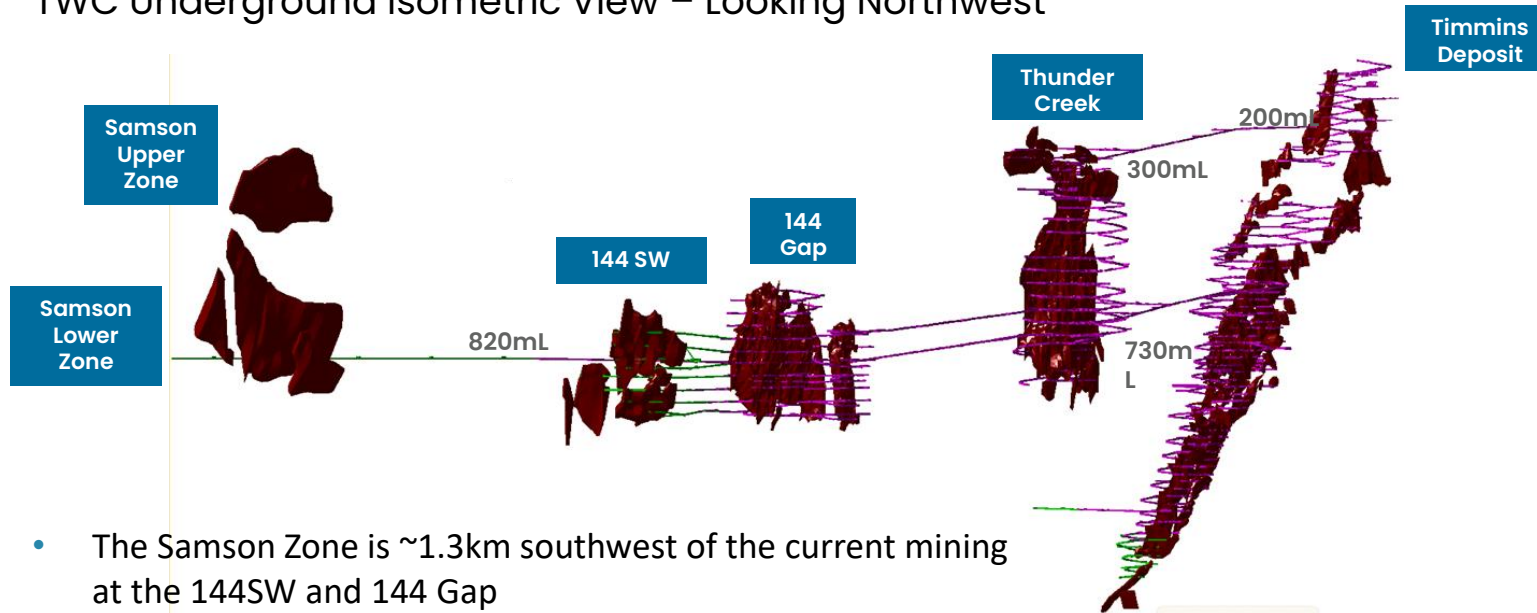 TWC Underground Isometric View – Looking Northwest
Timmins
Deposit
Thunder
Creek
200mL
Samson
Upper
Zone
300mL
144
Gap
144 SW
Samson
Lower
Zone
820mL
730m
L
• The Samson Zone is ~1.3km southwest of the current mining
at the 144SW and 144 Gap